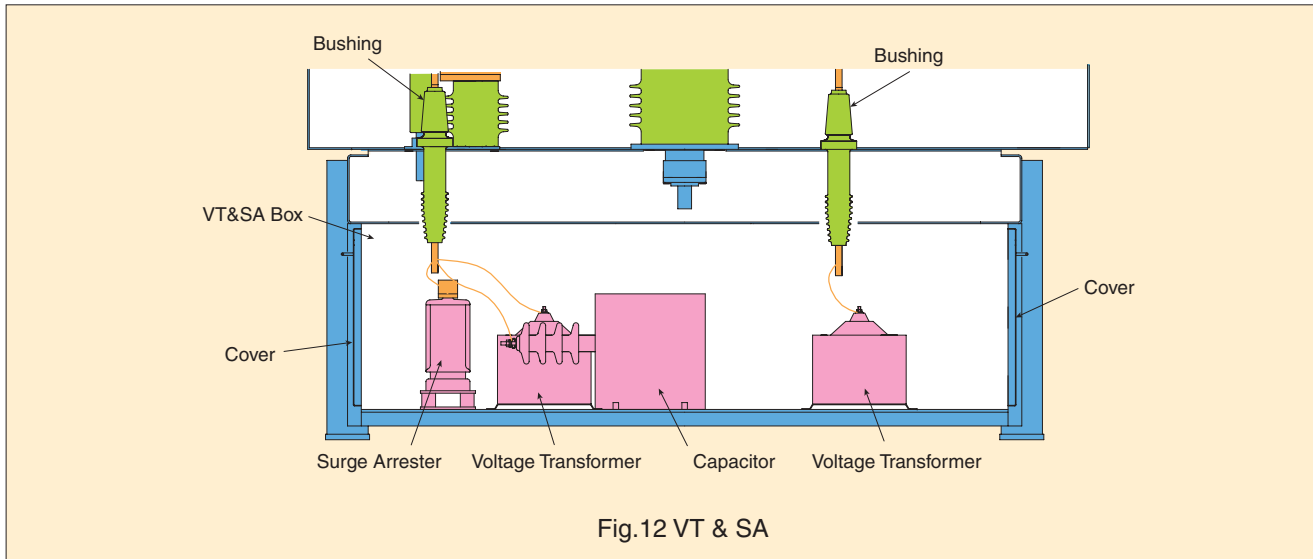 Bushing
Bushing
VT&SA Box
Cover
Cover
Surge Arrester
Voltage Transformer
Capacitor
Voltage Transformer
Fig.12 VT & SA